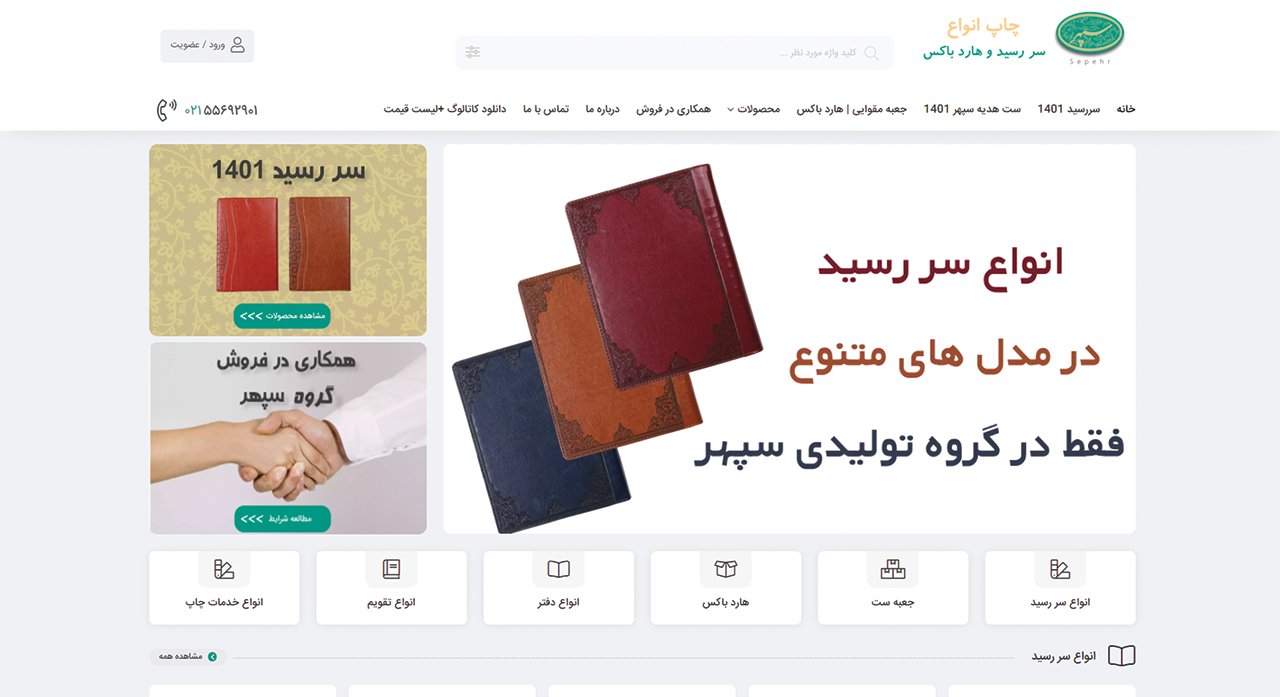 سپهر
Sepehr
چاپ انواع
سر رسید و هارد باکس
کلید واژه مورد نظر ...
ورود / عضویت
خانه
سررسید 1401
ست هدیه سپهر 1401
جعبه مقوایی | هارد باکس
محصولات
همکاری در فروش
درباره ما
تماس با ما
دانلود کاتالوگ +لیست قیمت
۰۲۱۵۵۶۹۲۹۰۱
انواع سر رسید
در مدل های متنوع
فقط در گروه تولیدی سپهر
سر رسید 1401
مشاهده محصولات <<<
همکاری در فروش
گروه سپهر
مطالعه شرایط <<<
انواع سر رسید
جعبه ست
هارد باکس
انواع دفتر
انواع تقویم
انواع خدمات چاپ
انواع سر رسید
مشاهده همه